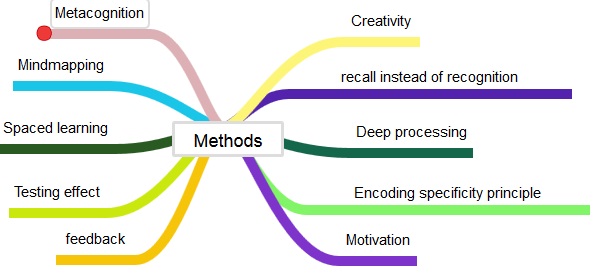 Metacognition
Mindmapping
Spaced learning
Testing effect
feedback
Methods
Creativity
recall instead of recognition
Deep processing
Encoding specificity principle
Motivation